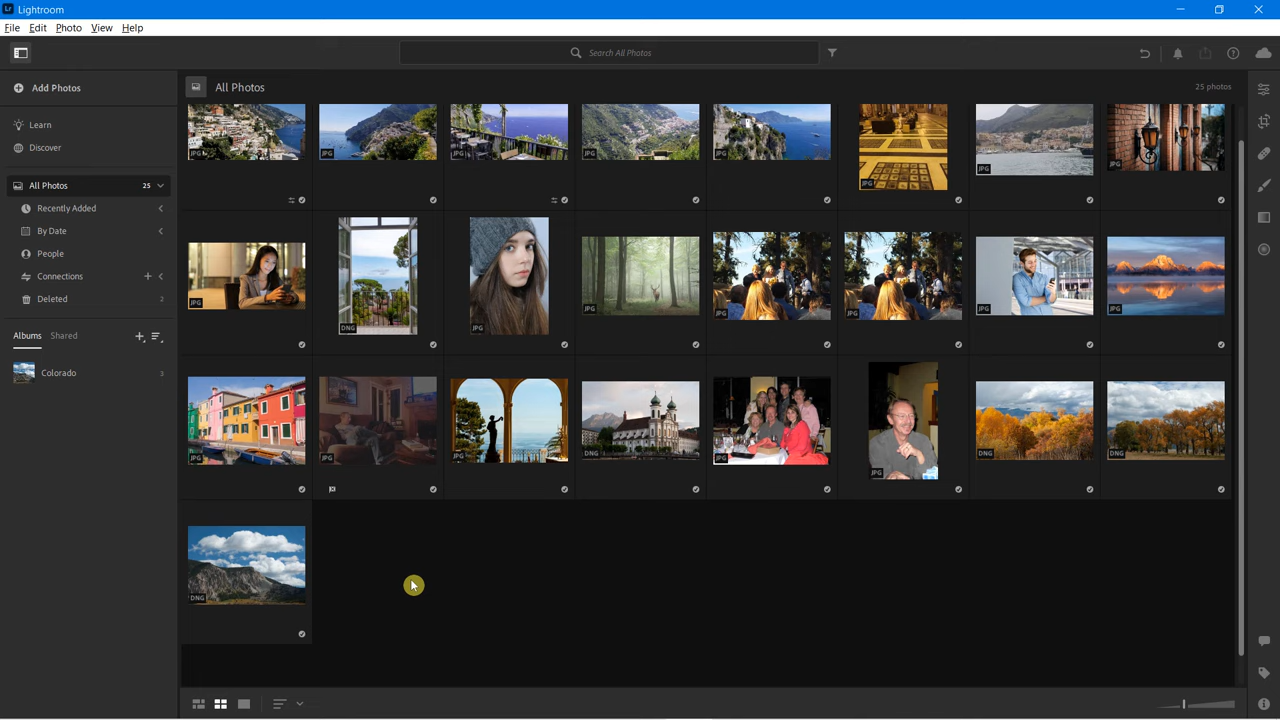 Lr Lightroom
File Edit Photo View Help
Search All Photos
Add Photos
All Photos
25 photos
Learn
Discover
All Photos 25
Recently Added
By Date
People
Connections
Deleted 2
Albums Shared
Colorado 3
JPG JPG JPG JPG JPG JPG JPG JPG
JPG DNG JPG JPG JPG JPG JPG JPG
JPG JPG JPG DNG JPG JPG DNG DNG
DNG